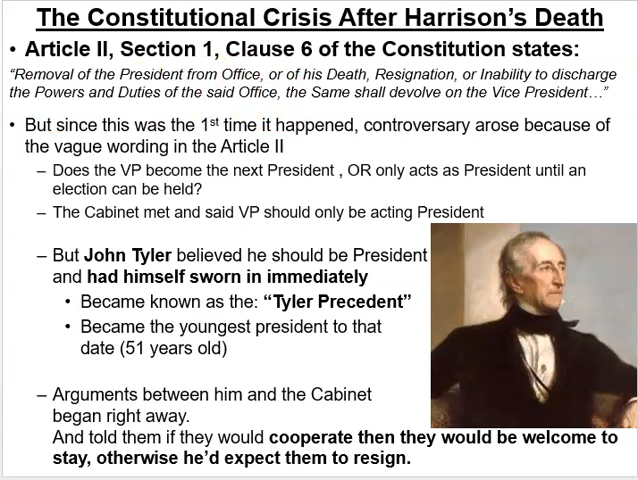 The Constitutional Crisis After Harrison's Death
• Article II, Section 1, Clause 6 of the Constitution states:
"Removal of the President from Office, or of his Death, Resignation, or Inability to discharge
the Powers and Duties of the said Office, the Same shall devolve on the Vice President…"
• But since this was the 1st time it happened, controversary arose because of
the vague wording in the Article II
– Does the VP become the next President , OR only acts as President until an
election can be held?
– The Cabinet met and said VP should only be acting President
– But John Tyler believed he should be President
and had himself sworn in immediately
• Became known as the: "Tyler Precedent"
• Became the youngest president to that
date (51 years old)
– Arguments between him and the Cabinet
began right away.
And told them if they would cooperate then they would be welcome to
stay, otherwise he'd expect them to resign.